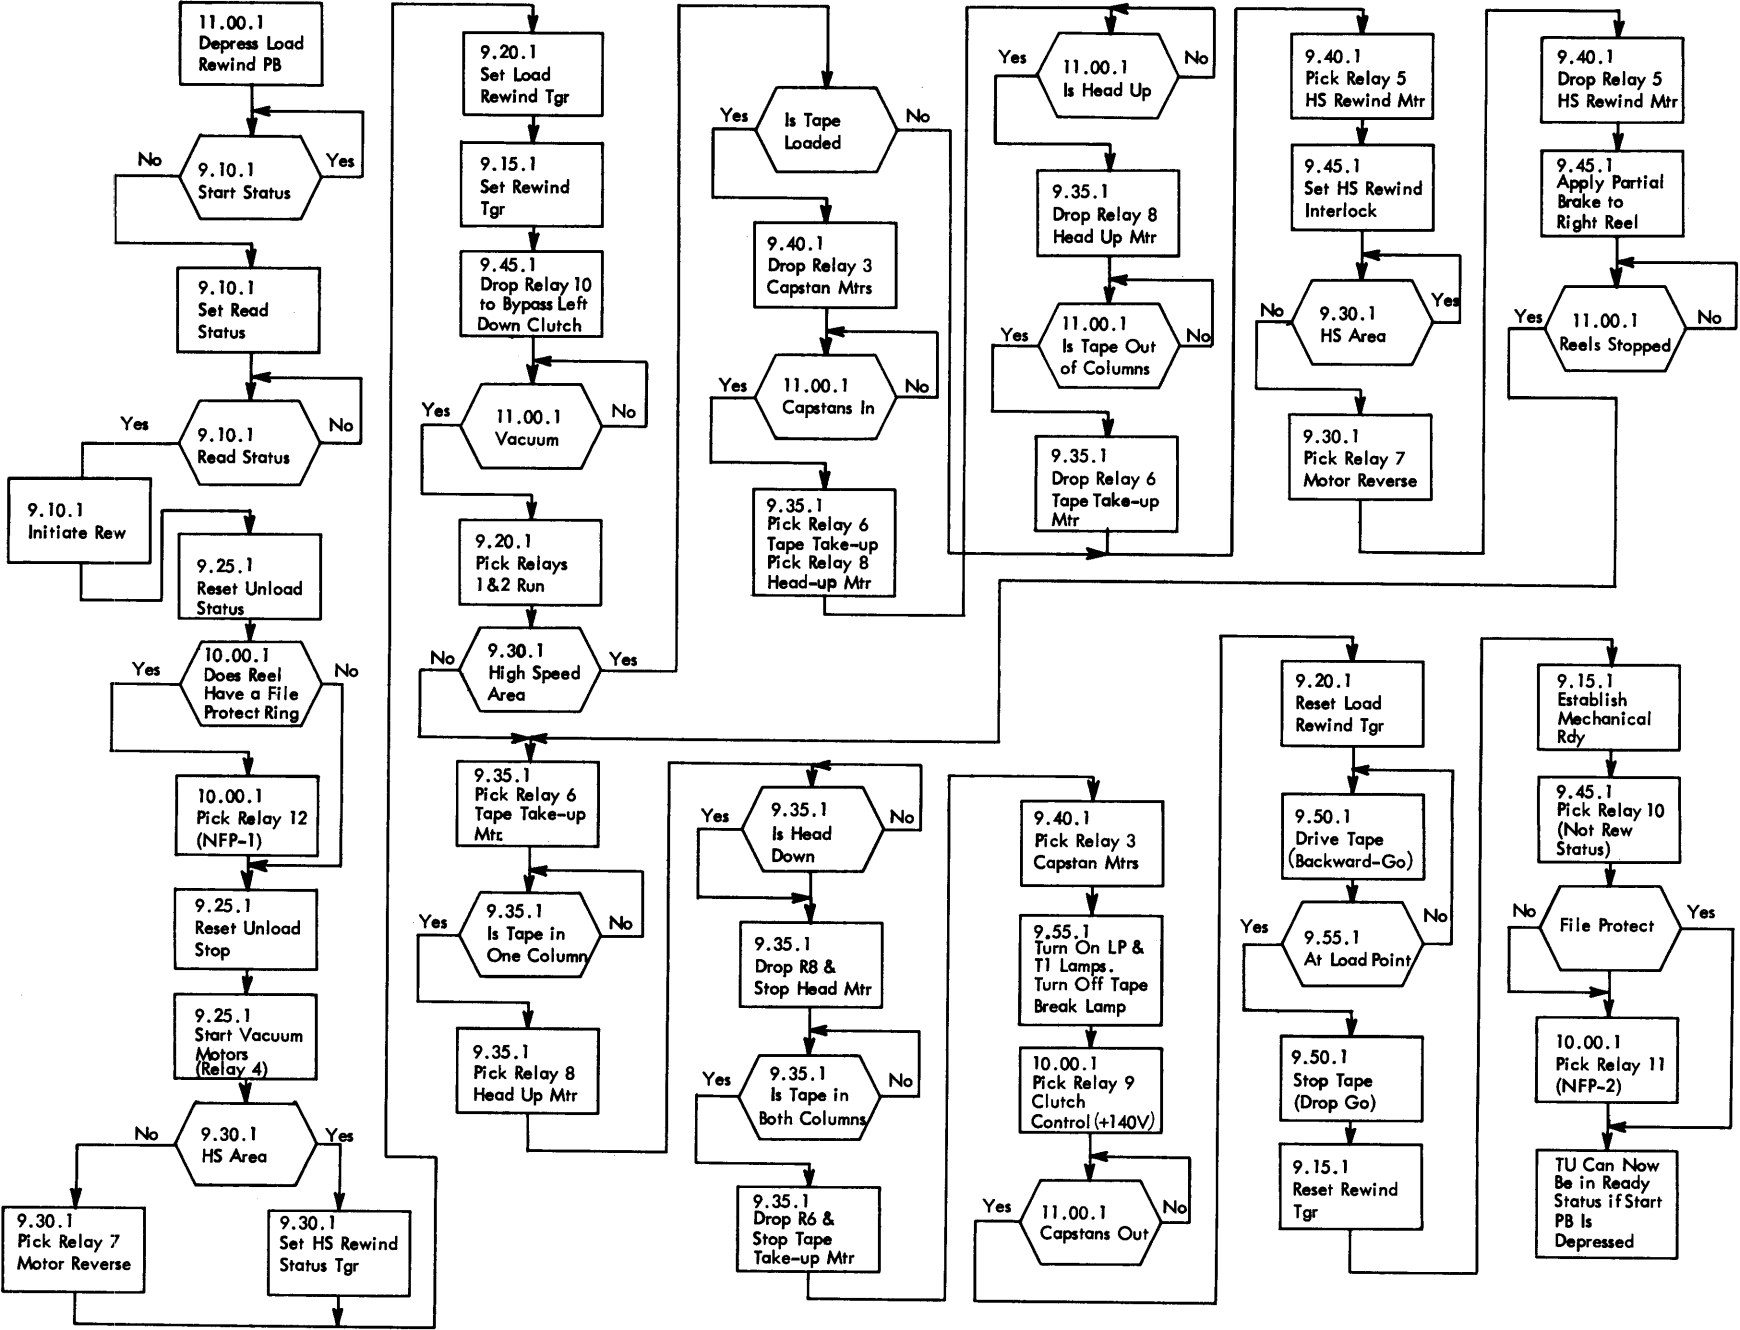 11.00.1
Depress Load
Rewind PB
No
Yes
9.10.1
Start Status
9.10.1
Set Read
Status
Yes
No
9.10.1
Read Status
9.10.1
Initiate Rew
9.25.1
Reset Unload
Status
Yes
No
10.00.1
Does Reel
Have a File
Protect Ring
10.00.1
Pick Relay 12
(NFP-1)
9.25.1
Reset Unload
Stop
9.25.1
Start Vacuum
Motors
(Relay 4)
No
Yes
9.30.1
HS Area
9.30.1
Pick Relay 7
Motor Reverse
9.30.1
Set HS Rewind
Status Tgr
9.20.1
Set Load
Rewind Tgr
9.15.1
Set Rewind
Tgr
9.45.1
Drop Relay 10
to Bypass Left
Down Clutch
Yes
No
11.00.1
Vacuum
9.20.1
Pick Relays
1&2 Run
No
Yes
9.30.1
High Speed
Area
Yes
No
Is Tape
Loaded
9.40.1
Drop Relay 3
Capstan Mtrs
Yes
No
11.00.1
Capstans In
9.35.1
Pick Relay 6
Tape Take-up
Pick Relay 8
Head-up Mtr
Yes
No
11.00.1
Is Head Up
9.35.1
Drop Relay 8
Head Up Mtr
Yes
No
11.00.1
Is Tape Out
of Columns
9.35.1
Drop Relay 6
Tape Take-up
Mtr
9.40.1
Pick Relay 5
HS Rewind Mtr
9.45.1
Set HS Rewind
Interlock
No
Yes
9.30.1
HS Area
9.30.1
Pick Relay 7
Motor Reverse
9.40.1
Drop Relay 5
HS Rewind Mtr
9.45.1
Apply Partial
Brake to
Right Reel
Yes
No
11.00.1
Reels Stopped
9.35.1
Pick Relay 6
Tape Take-up
Mtr.
Yes
No
9.35.1
Is Tape in
One Column
9.35.1
Pick Relay 8
Head Up Mtr
Yes
No
9.35.1
Is Head
Down
9.35.1
Drop R8 &
Stop Head Mtr
Yes
No
9.35.1
Is Tape in
Both Columns
9.35.1
Drop R6 &
Stop Tape
Take-up Mtr
9.40.1
Pick Relay 3
Capstan Mtrs
9.55.1
Turn On LP &
T1 Lamps.
Turn Off Tape
Break Lamp
10.00.1
Pick Relay 9
Clutch
Control (+140V)
Yes
No
11.00.1
Capstans Out
9.20.1
Reset Load
Rewind Tgr
9.50.1
Drive Tape
(Backward-Go)
Yes
No
9.55.1
At Load Point
9.50.1
Stop Tape
(Drop Go)
9.15.1
Reset Rewind
Tgr
9.15.1
Establish
Mechanical
Rdy
9.45.1
Pick Relay 10
(Not Rew
Status)
No
Yes
File Protect
10.00.1
Pick Relay 11
(NFP-2)
TU Can Now
Be in Ready
Status if Start
PB Is
Depressed